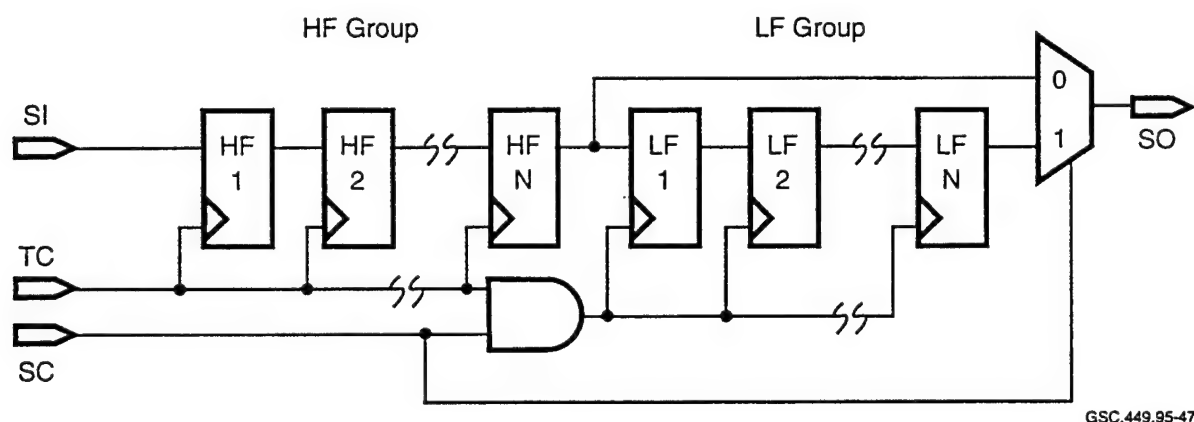 HF Group
LF Group
SI
HF
1
HF
2
HF
N
LF
1
LF
2
LF
N
0
1
SO
TC
SC
GSC.449.95-47